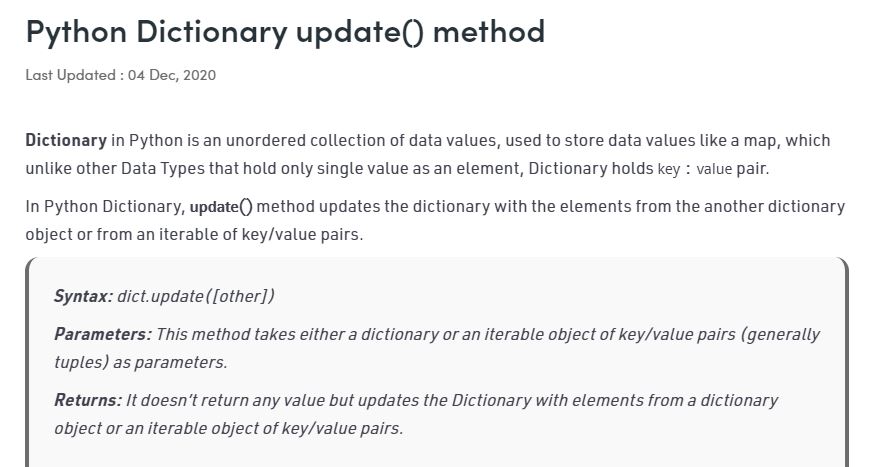 Python Dictionary update() method
Last Updated : 04 Dec, 2020
Dictionary in Python is an unordered collection of data values, used to store data values like a map, which
unlike other Data Types that hold only single value as an element, Dictionary holds key : value pair.
In Python Dictionary, update() method updates the dictionary with the elements from the another dictionary
object or from an iterable of key/value pairs.
Syntax: dict.update([other])
Parameters: This method takes either a dictionary or an iterable object of key/value pairs (generally
tuples) as parameters.
Returns: It doesn’t return any value but updates the Dictionary with elements from a dictionary
object or an iterable object of key/value pairs.